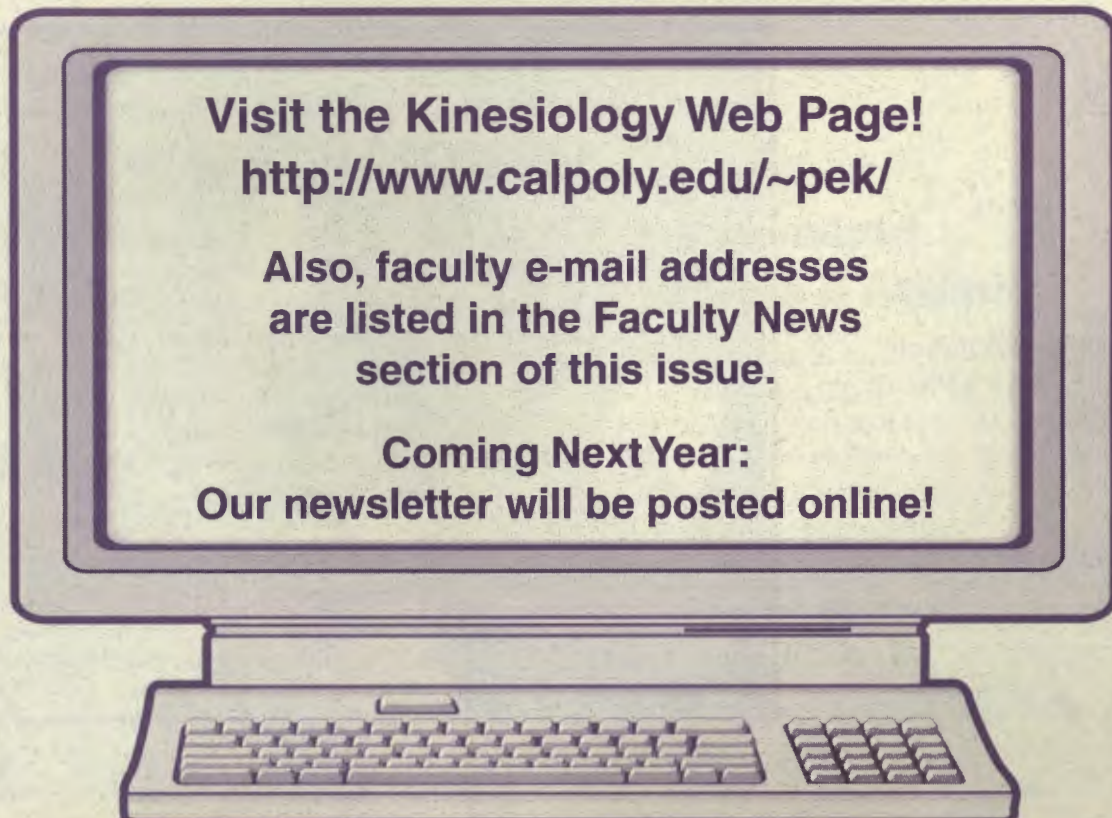 Visit the Kinesiology Web Page!
http://www.calpoly.edu/~pek/
Also, faculty e-mail addresses
are listed in the Faculty News
section of this issue.
Coming Next Year:
Our newsletter will be posted online!